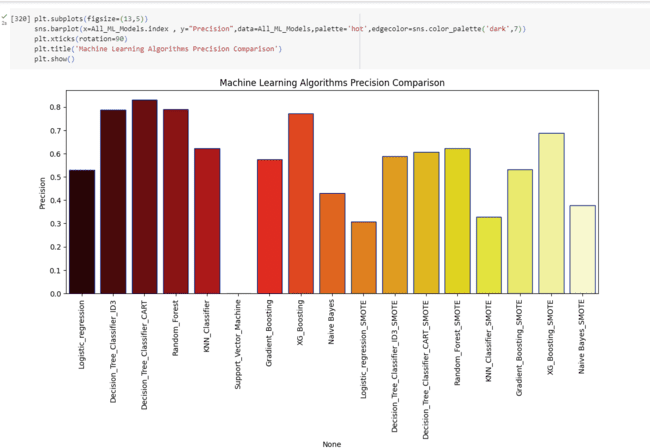 [320] plt.subplots(figsize=(13,5))
sns.barplot(x=All_ML_Models.index , y="Precision",data=All_ML_Models,palette='hot',edgecolor=sns.color_palette('dark',7))
plt.xticks(rotation=90)
plt.title('Machine Learning Algorithms Precision Comparison')
plt.show()
Machine Learning Algorithms Precision Comparison
0.8
0.7
0.6
0.5
0.4
0.3
0.2
0.1
0.0
Precision
Logistic_regression
Decision_Tree_Classifier_ID3
Decision_Tree_Classifier_CART
Random_Forest
KNN_Classifier
Support_Vector_Machine
Gradient_Boosting
XG_Boosting
Naive Bayes
Logistic_regression_SMOTE
Decision_Tree_Classifier_ID3_SMOTE
Decision_Tree_Classifier_CART_SMOTE
Random_Forest_SMOTE
KNN_Classifier_SMOTE
Gradient_Boosting_SMOTE
XG_Boosting_SMOTE
Naive Bayes_SMOTE
None